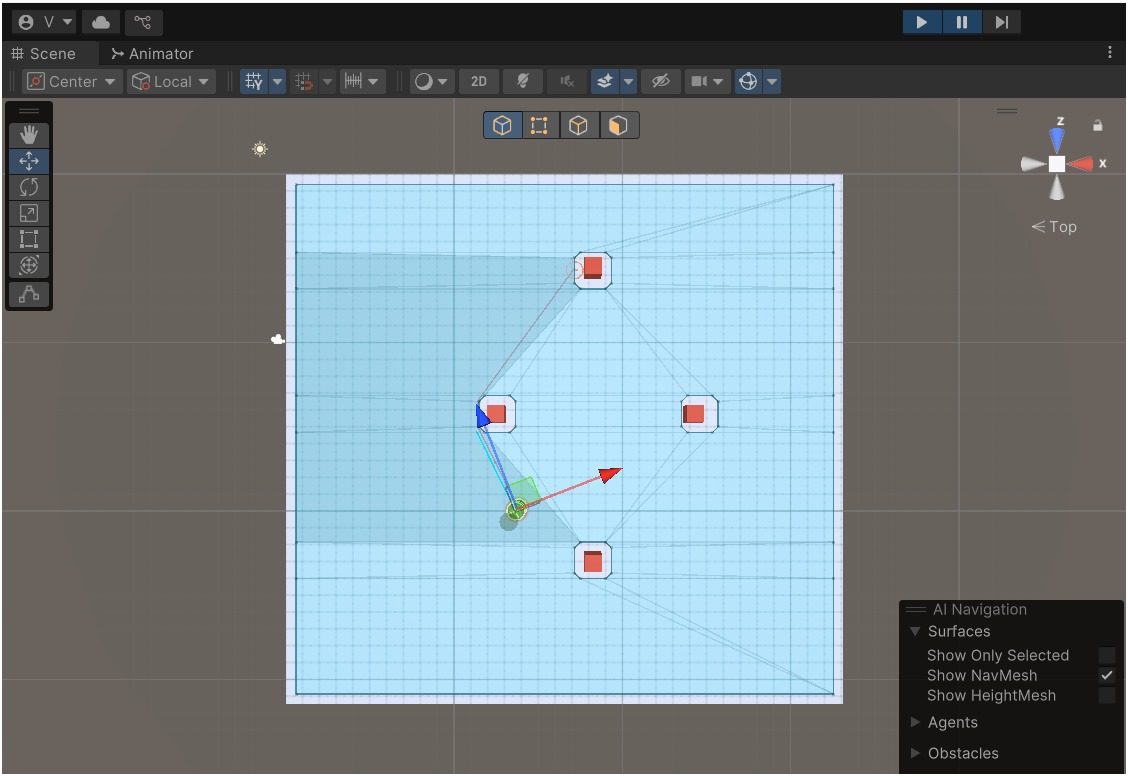 V
Scene
Animator
Center
Local
2D
z
x
Top
AI Navigation
Surfaces
Show Only Selected
Show NavMesh
Show HeightMesh
Agents
Obstacles